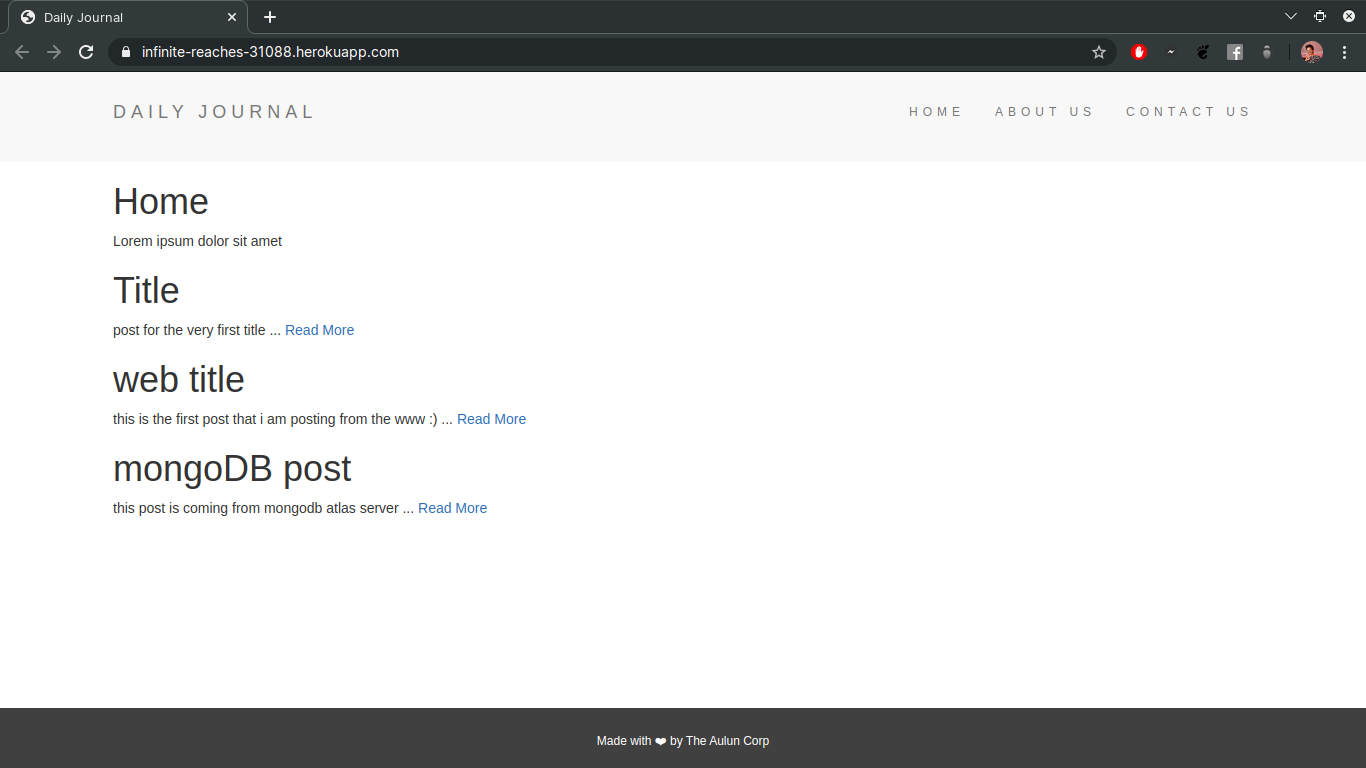 Daily Journal
infinite-reaches-31088.herokuapp.com
DAILY JOURNAL
HOME ABOUT US CONTACT US
Home
Lorem ipsum dolor sit amet
Title
post for the very first title ... Read More
web title
this is the first post that i am posting from the www :) ... Read More
mongoDB post
this post is coming from mongodb atlas server ... Read More
Made with ❤ by The Aulun Corp